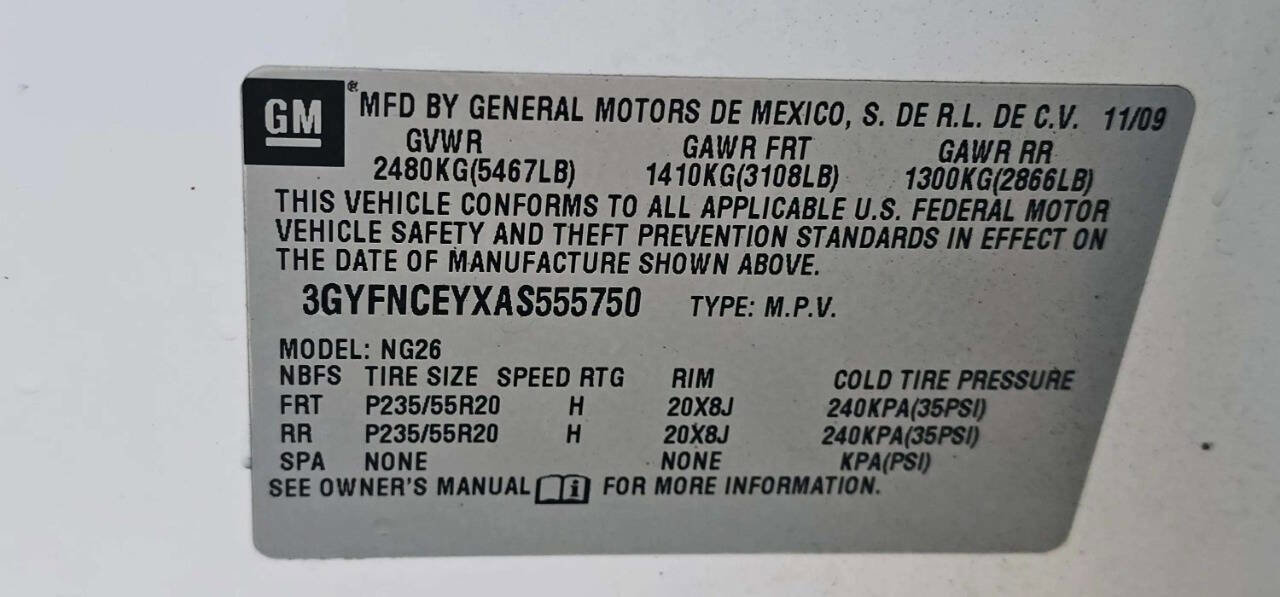 GM ® MFD BY GENERAL MOTORS DE MEXICO, S. DE R.L. DE C.V. 11/09
GVWR GAWR FRT GAWR RR
2480KG(5467LB) 1410KG(3108LB) 1300KG(2866LB)
THIS VEHICLE CONFORMS TO ALL APPLICABLE U.S. FEDERAL MOTOR
VEHICLE SAFETY AND THEFT PREVENTION STANDARDS IN EFFECT ON
THE DATE OF MANUFACTURE SHOWN ABOVE.
3GYFNCEYXAS555750 TYPE: M.P.V.
MODEL: NG26
NBFS TIRE SIZE SPEED RTG RIM COLD TIRE PRESSURE
FRT P235/55R20 H 20X8J 240KPA(35PSI)
RR P235/55R20 H 20X8J 240KPA(35PSI)
SPA NONE NONE KPA(PSI)
SEE OWNER'S MANUAL i FOR MORE INFORMATION.